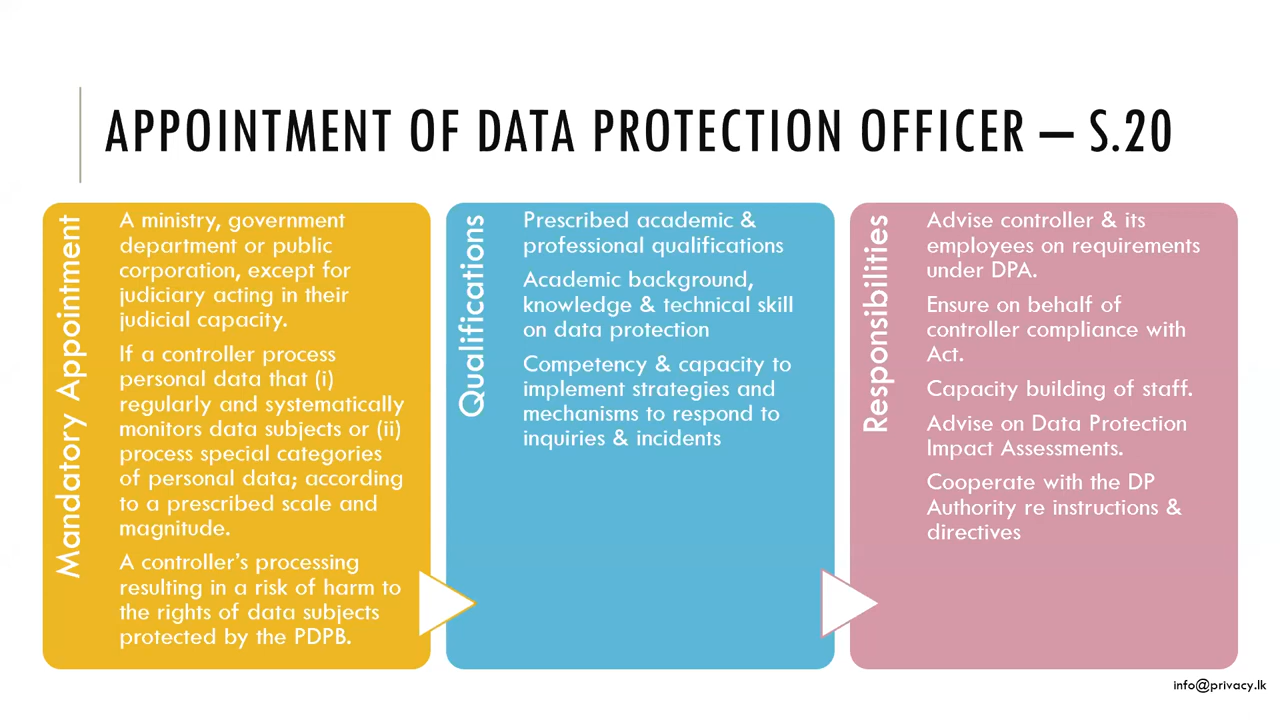 APPOINTMENT OF DATA PROTECTION OFFICER – S.20
Mandatory Appointment
A ministry, government
department or public
corporation, except for
judiciary acting in their
judicial capacity.
If a controller process
personal data that (i)
regularly and systematically
monitors data subjects or (ii)
process special categories
of personal data; according
to a prescribed scale and
magnitude.
A controller's processing
resulting in a risk of harm to
the rights of data subjects
protected by the PDPB.
Qualifications
Prescribed academic &
professional qualifications
Academic background,
knowledge & technical skill
on data protection
Competency & capacity to
implement strategies and
mechanisms to respond to
inquiries & incidents
Responsibilities
Advise controller & its
employees on requirements
under DPA.
Ensure on behalf of
controller compliance with
Act.
Capacity building of staff.
Advise on Data Protection
Impact Assessments.
Cooperate with the DP
Authority re instructions &
directives
info@privacy.lk